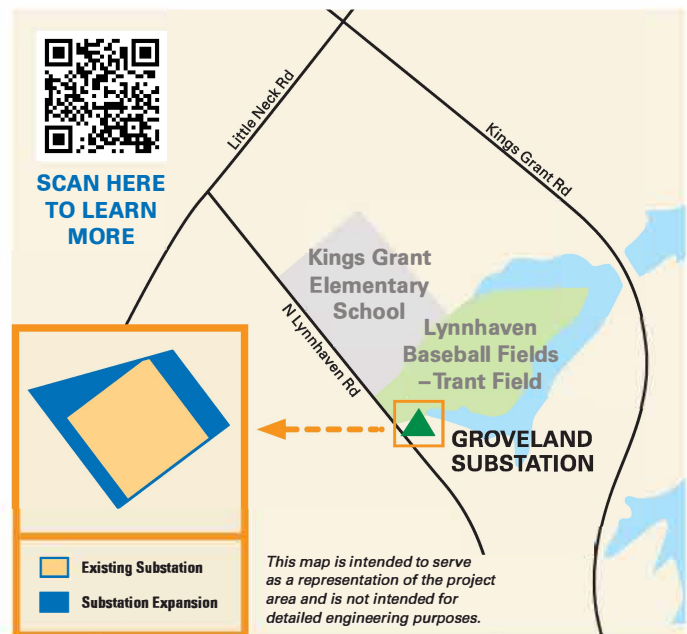 SCAN HERE
TO LEARN
MORE
Little Neck Rd
Kings Grant Rd
Kings Grant
Elementary
School
N Lynnhaven Rd
Lynnhaven
Baseball Fields
– Trant Field
GROVELAND
SUBSTATION
Existing Substation
Substation Expansion
This map is intended to serve
as a representation of the project
area and is not intended for
detailed engineering purposes.